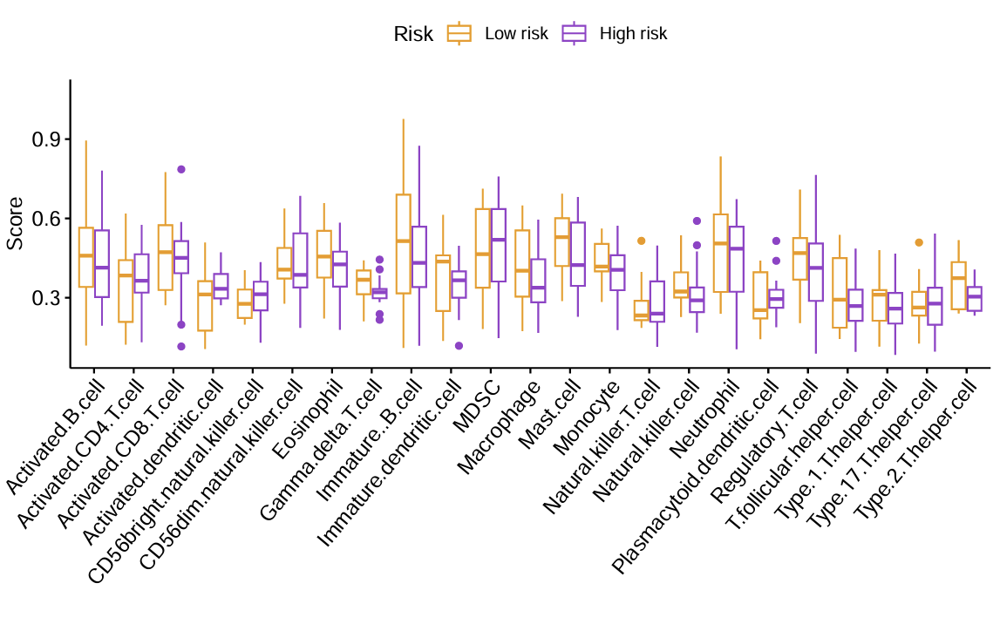 Risk Low risk High risk
Score
0.9
0.6
0.3
Activated.B.cell
Activated.CD4.T.cell
Activated.CD8.T.cell
Activated.dendritic.cell
CD56bright.natural.killer.cell
CD56dim.natural.killer.cell
Eosinophil
Gamma.delta.T.cell
Immature..B.cell
Immature.dendritic.cell
MDSC
Macrophage
Mast.cell
Monocyte
Natural.killer.T.cell
Natural.killer.cell
Neutrophil
Plasmacytoid.dendritic.cell
Regulatory.T.cell
T.follicular.helper.cell
Type.1.T.helper.cell
Type.17.T.helper.cell
Type.2.T.helper.cell